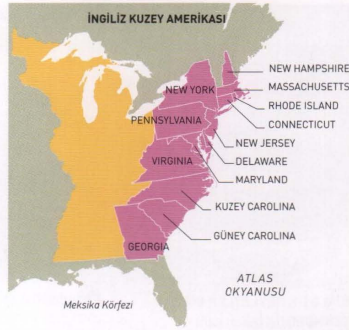 İNGİLİZ KUZEY AMERİKASI
NEW HAMPSHIRE
NEW YORK
MASSACHUSETTS
RHODE ISLAND
PENNSYLVANIA
CONNECTICUT
NEW JERSEY
VIRGINIA
DELAWARE
MARYLAND
KUZEY CAROLINA
GÜNEY CAROLINA
GEORGIA
ATLAS
OKYANUSU
Meksika Körfezi